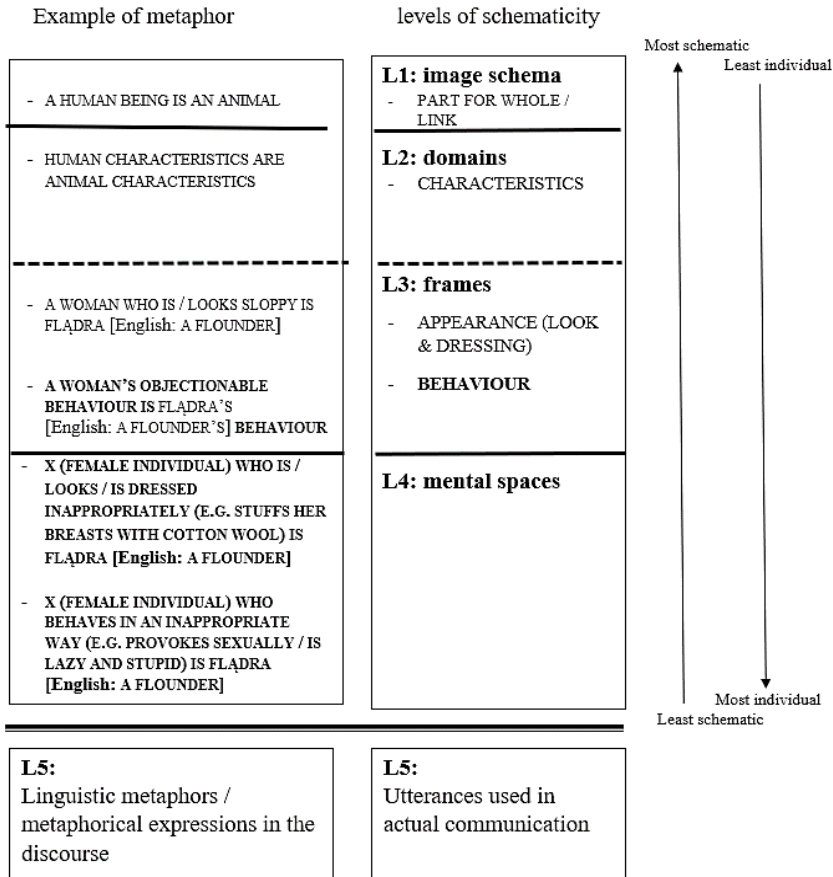 Example of metaphor
levels of schematicity
Most schematic
Least individual
- A HUMAN BEING IS AN ANIMAL
- HUMAN CHARACTERISTICS ARE
ANIMAL CHARACTERISTICS
- A WOMAN WHO IS / LOOKS SLOPPY IS
FLĄDRA [English: A FLOUNDER]
- A WOMAN'S OBJECTIONABLE
BEHAVIOUR IS FLĄDRA'S
[English: A FLOUNDER'S] BEHAVIOUR
- X (FEMALE INDIVIDUAL) WHO IS /
LOOKS / IS DRESSED
INAPPROPRIATELY (E.G. STUFFS HER
BREASTS WITH COTTON WOOL) IS
FLĄDRA [English: A FLOUNDER]
- X (FEMALE INDIVIDUAL) WHO
BEHAVES IN AN INAPPROPRIATE
WAY (E.G. PROVOKES SEXUALLY / IS
LAZY AND STUPID) IS FLĄDRA
[English: A FLOUNDER]
L1: image schema
- PART FOR WHOLE /
LINK
L2: domains
- CHARACTERISTICS
L3: frames
- APPEARANCE (LOOK
& DRESSING)
- BEHAVIOUR
L4: mental spaces
Most individual
Least schematic
L5:
Linguistic metaphors /
metaphorical expressions in the
discourse
L5:
Utterances used in
actual communication